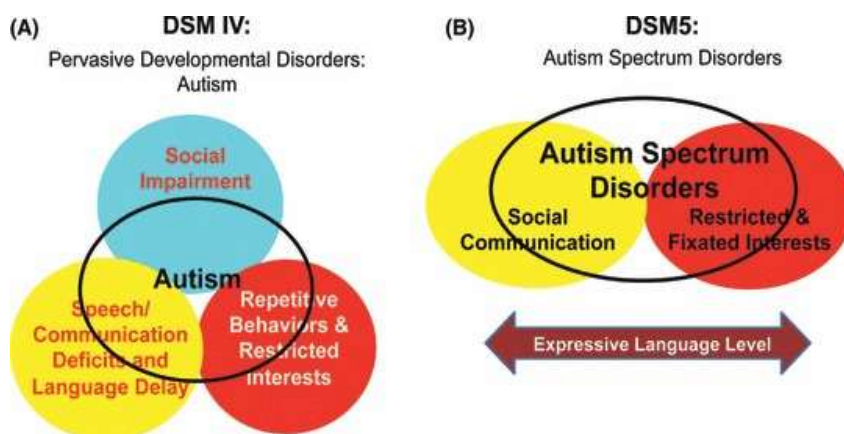 (A)
DSM IV:
Pervasive Developmental Disorders:
Autism
Social
Impairment
Autism
Speech/
Communication
Deficits and
Language Delay
Repetitive
Behaviors &
Restricted
Interests
(B)
DSM5:
Autism Spectrum Disorders
Autism Spectrum
Disorders
Social
Communication
Restricted &
Fixated Interests
Expressive Language Level